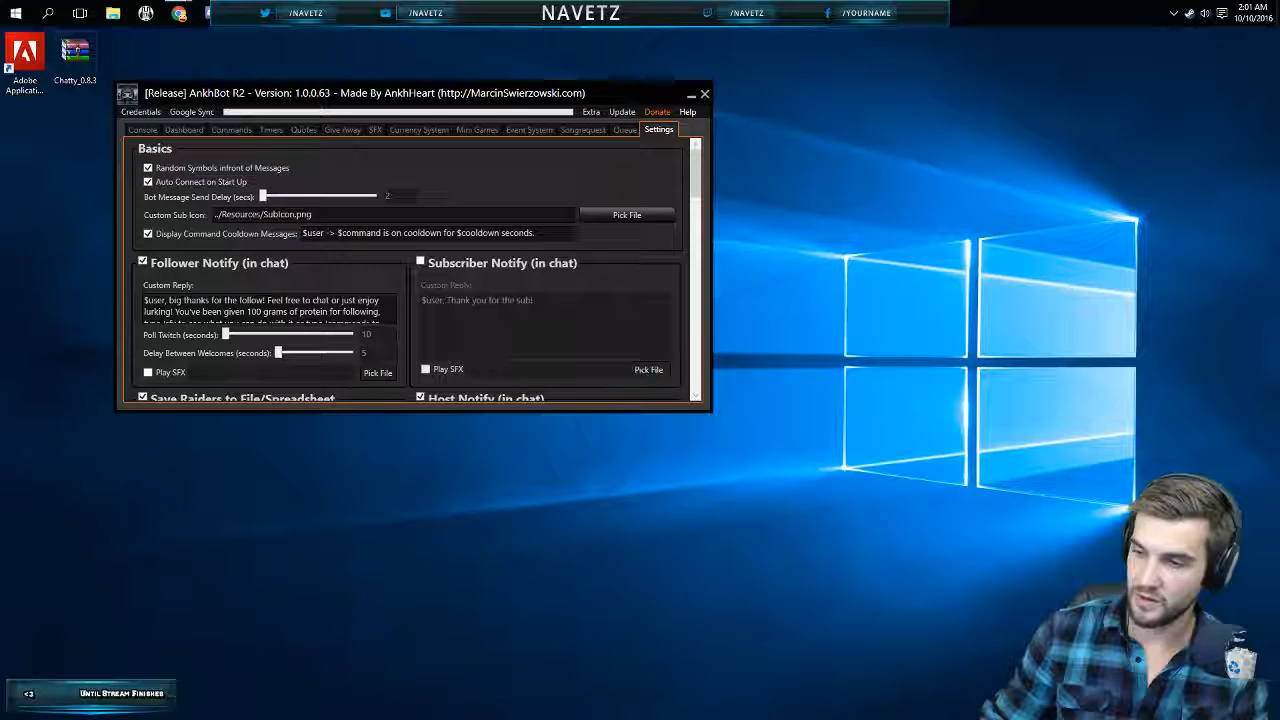 /NAVETZ
/NAVETZ
NAVETZ
/NAVETZ
/YOURNAME
2:01 AM
10/10/2016
Adobe
Applicati...
Chatty_0.8.3
[Release] AnkhBot R2 - Version: 1.0.0.63 - Made By AnkhHeart (http://MarcinSwierzowski.com)
Credentials Google Sync Extra Update Donate Help
Console Dashboard Commands Timers Quotes Give Away SFX Currency System Mini Games Event System Songrequest Queue Settings
Basics
Random Symbols infront of Messages
Auto Connect on Start Up
Bot Message Send Delay (secs): 2
Custom Sub Icon: ../Resources/SubIcon.png Pick File
Display Command Cooldown Messages: $user -> $command is on cooldown for $cooldown seconds.
Follower Notify (in chat)
Custom Reply:
$user, big thanks for the follow! Feel free to chat or just enjoy
lurking! You've been given 100 grams of protein for following,
Poll Twitch (seconds): 10
Delay Between Welcomes (seconds): 5
Play SFX Pick File
Subscriber Notify (in chat)
Custom Reply:
$user, Thank you for the sub!
Play SFX Pick File
Save Raiders to File/Spreadsheet
Host Notify (in chat)
<3 Until Stream Finishes